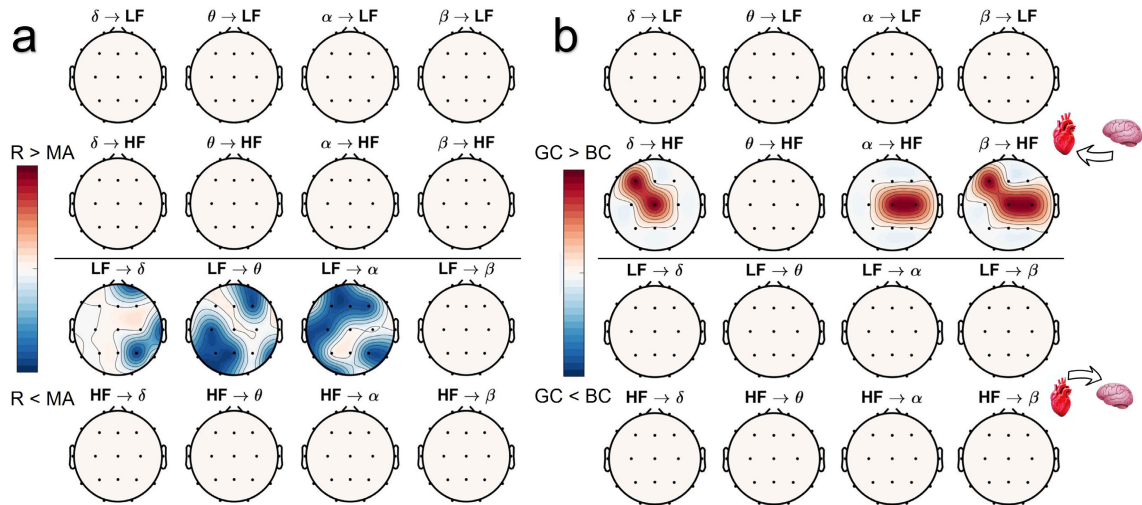 a
δ → LF
θ → LF
α → LF
β → LF
R > MA
δ → HF
θ → HF
α → HF
β → HF
LF → δ
LF → θ
LF → α
LF → β
R < MA
HF → δ
HF → θ
HF → α
HF → β
b
δ → LF
θ → LF
α → LF
β → LF
GC > BC
δ → HF
θ → HF
α → HF
β → HF
LF → δ
LF → θ
LF → α
LF → β
GC < BC
HF → δ
HF → θ
HF → α
HF → β